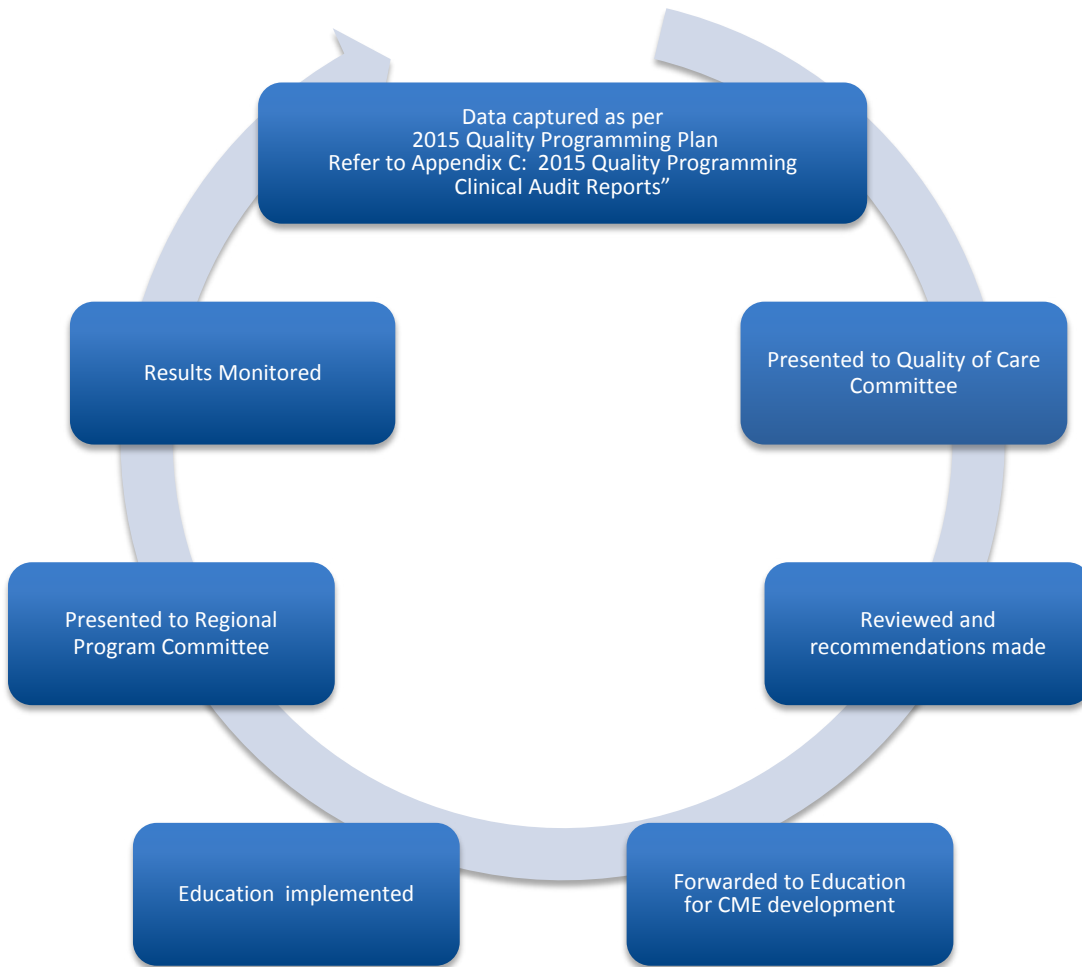 Data captured as per
2015 Quality Programming Plan
Refer to Appendix C:  2015 Quality Programming
Clinical Audit Reports”
Presented to Quality of Care
Committee
Reviewed and
recommendations made
Forwarded to Education
for CME development
Education  implemented
Presented to Regional
Program Committee
Results Monitored